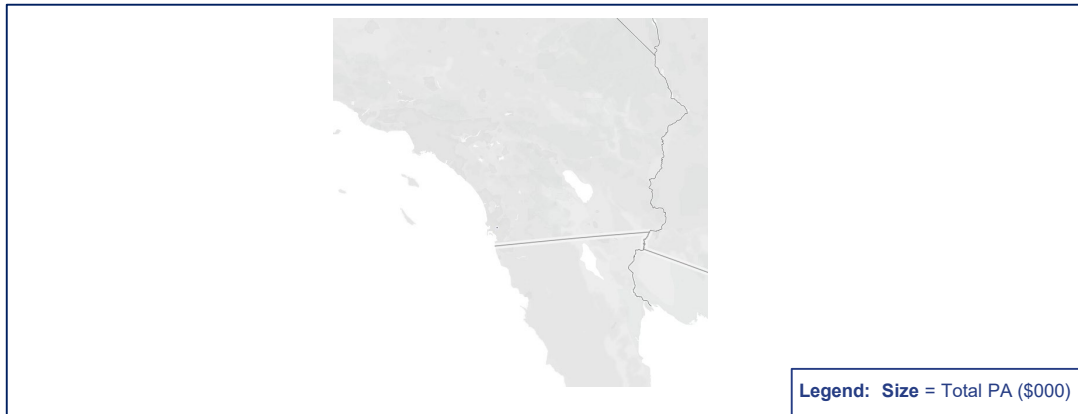 Legend: Size = Total PA ($000)